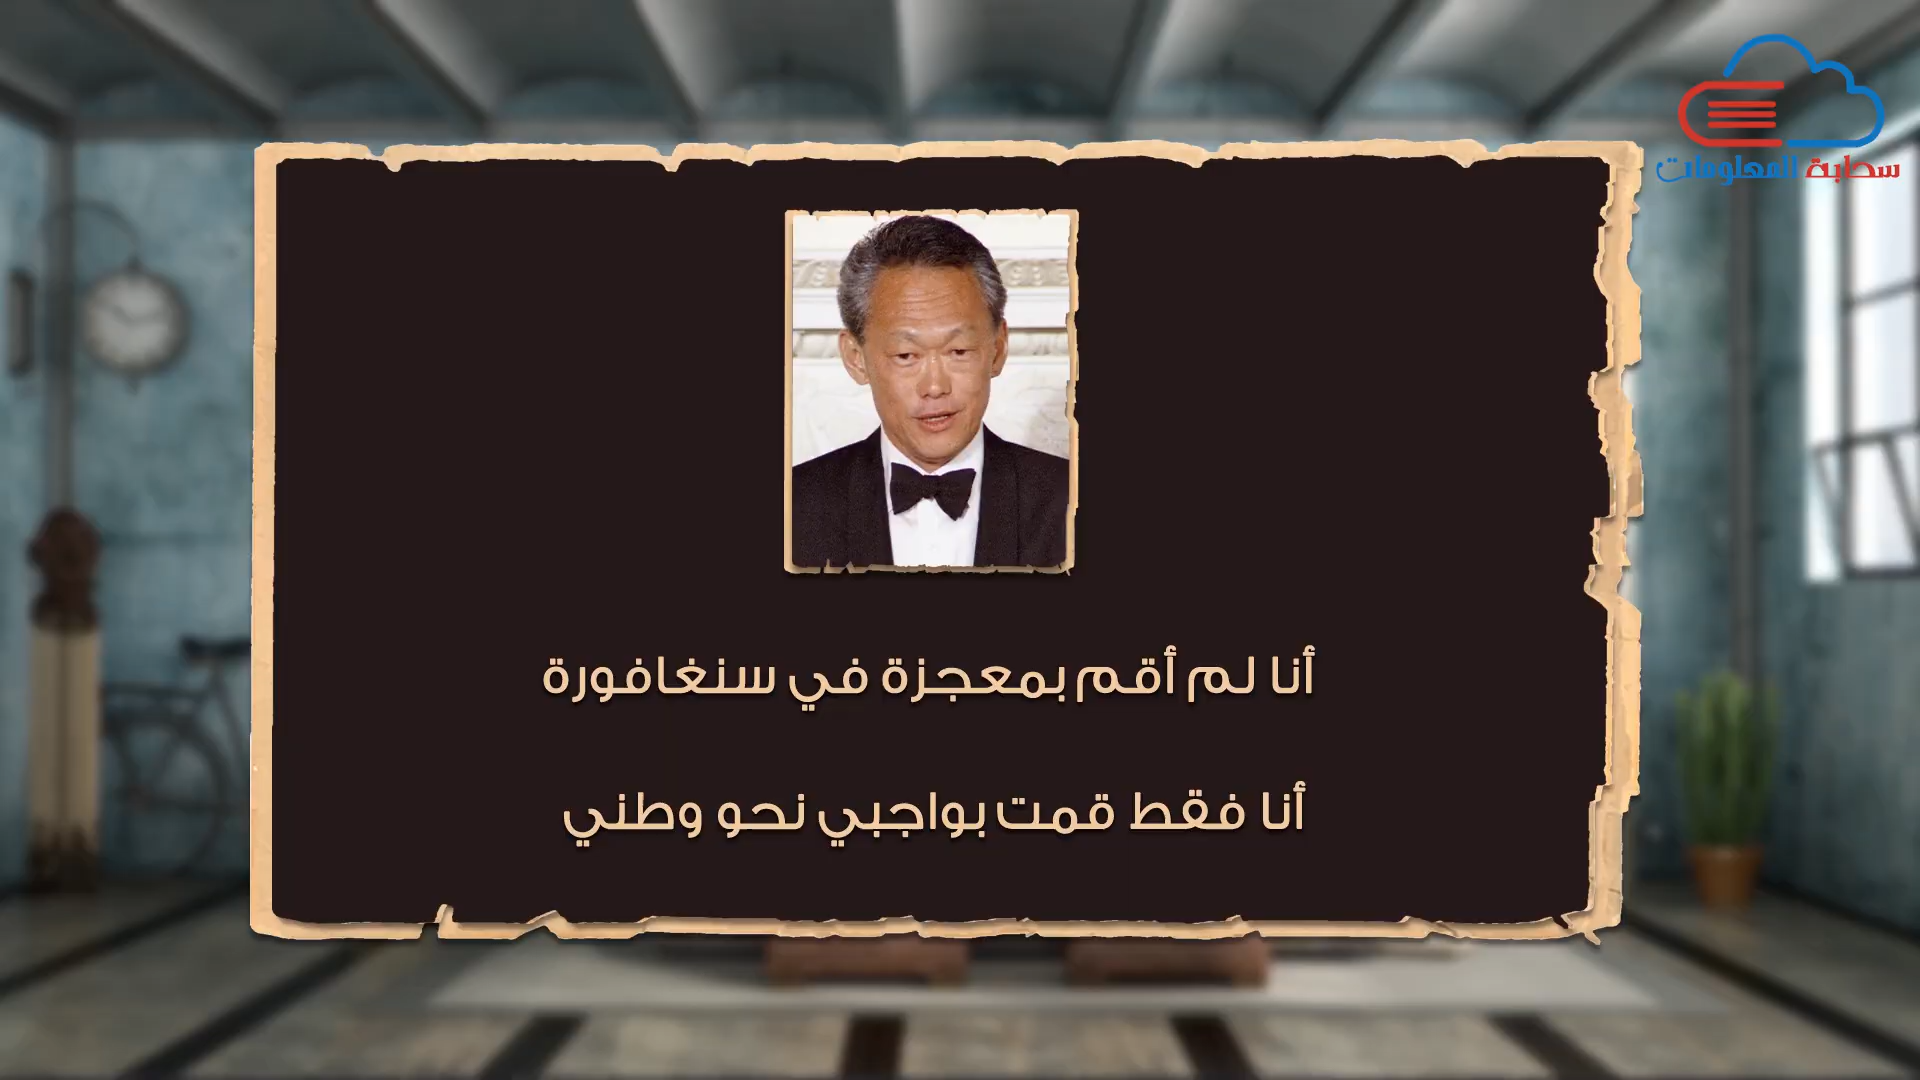 سحابة المعلومات
أنا لم أقم بمعجزة في سنغافورة
أنا فقط قمت بواجبي نحو وطني